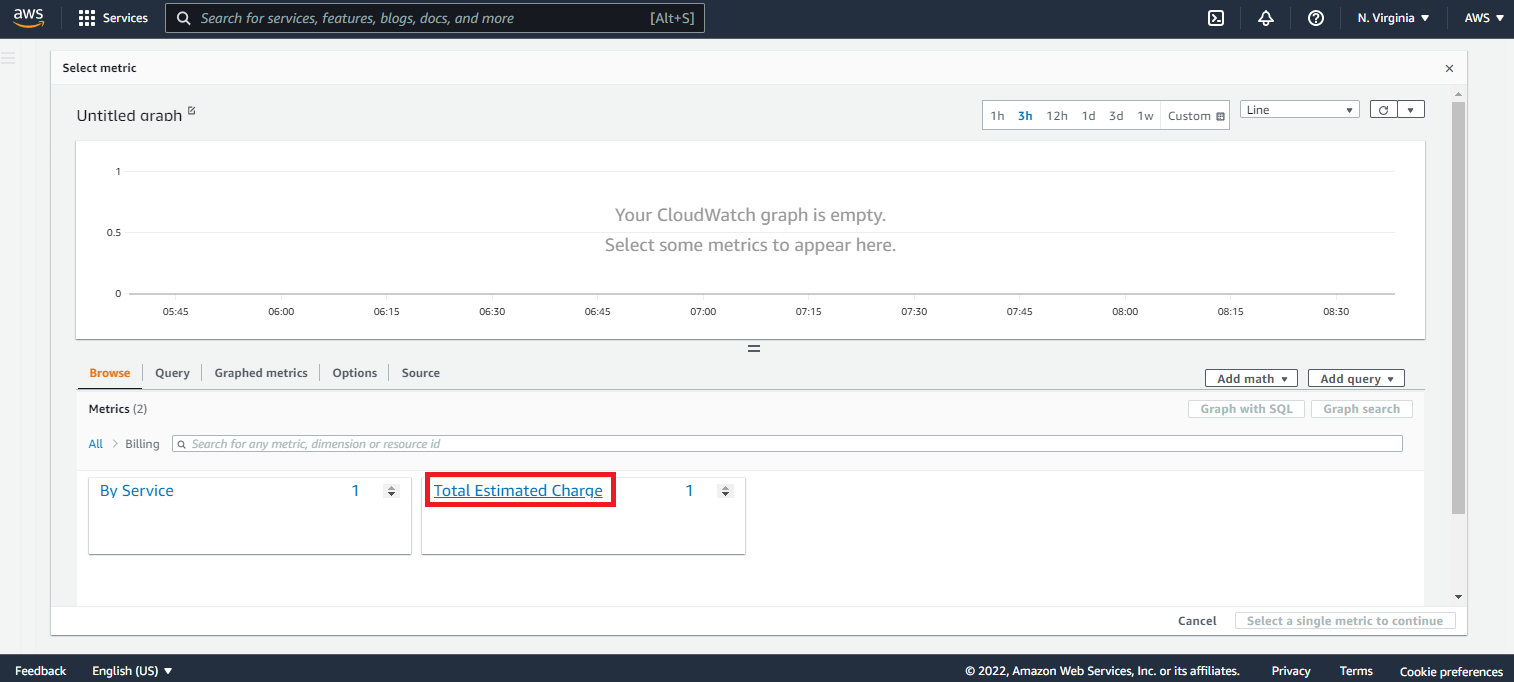 aws Services Search for services, features, blogs, docs, and more [Alt+S] N. Virginia AWS
Select metric
Untitled graph 1h 3h 12h 1d 3d 1w Custom Line
1
Your CloudWatch graph is empty.
0.5
Select some metrics to appear here.
0
05:45 06:00 06:15 06:30 06:45 07:00 07:15 07:30 07:45 08:00 08:15 08:30
Browse Query Graphed metrics Options Source Add math Add query
Metrics (2) Graph with SQL Graph search
All Billing Search for any metric, dimension or resource id
By Service 1 Total Estimated Charge 1
Cancel Select a single metric to continue
Feedback English (US) © 2022, Amazon Web Services, Inc. or its affiliates. Privacy Terms Cookie preferences